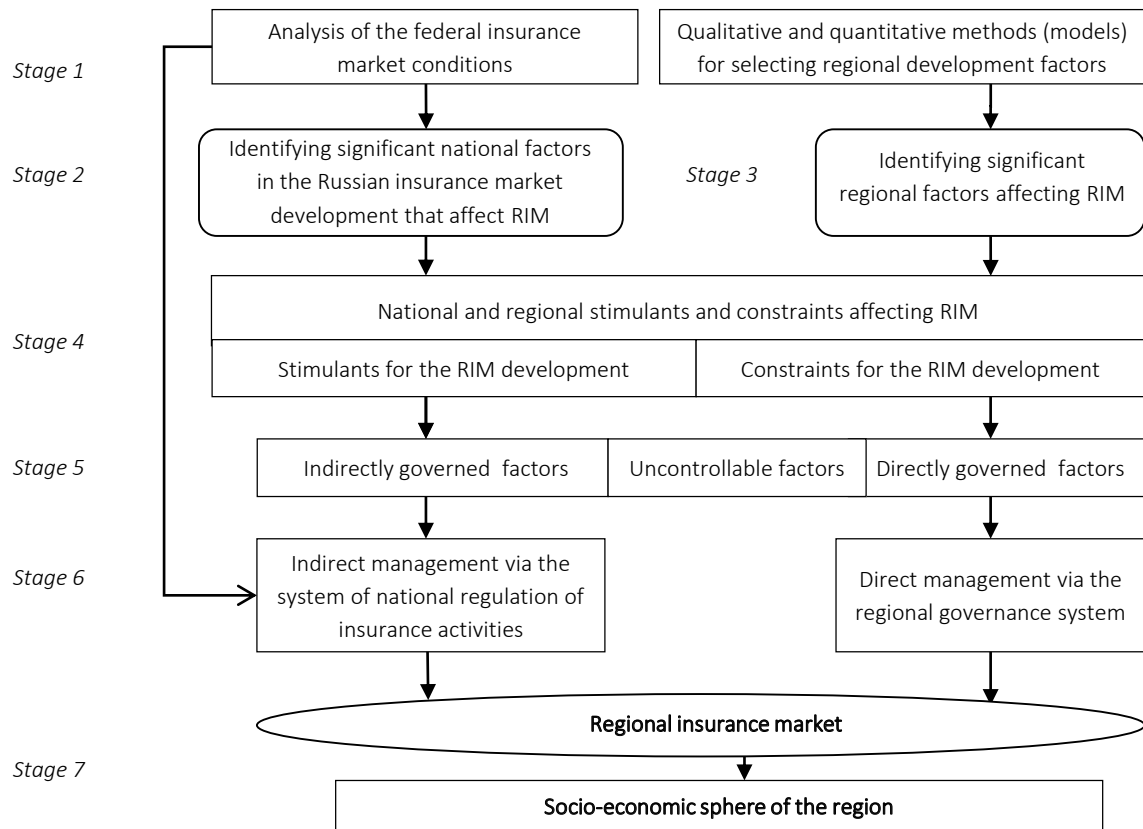 Stage 1
Analysis of the federal insurance
market conditions
Qualitative and quantitative methods (models)
for selecting regional development factors
Stage 2
Identifying significant national factors
in the Russian insurance market
development that affect RIM
Stage 3
Identifying significant
regional factors affecting RIM
Stage 4
National and regional stimulants and constraints affecting RIM
Stimulants for the RIM development
Constraints for the RIM development
Stage 5
Indirectly governed factors
Uncontrollable factors
Directly governed factors
Stage 6
Indirect management via the
system of national regulation of
insurance activities
Direct management via the
regional governance system
Regional insurance market
Stage 7
Socio-economic sphere of the region